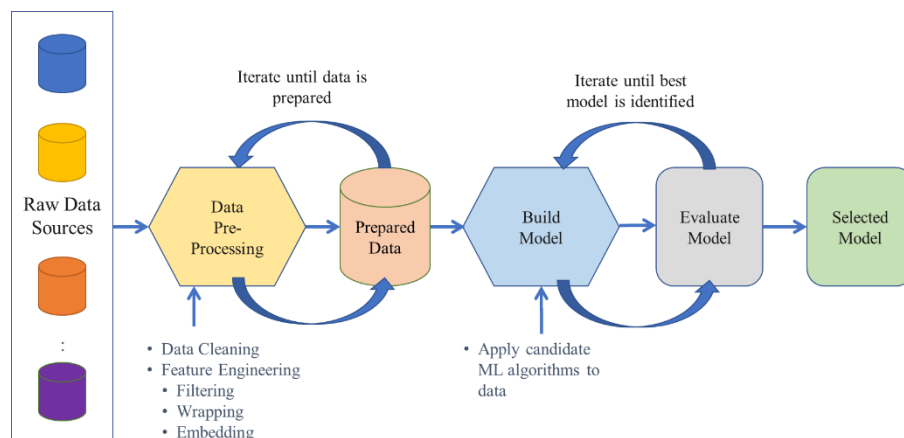 Raw Data
Sources
:
Iterate until data is
prepared
Data
Pre-
Processing
Prepared
Data
• Data Cleaning
• Feature Engineering
• Filtering
• Wrapping
• Embedding
Iterate until best
model is identified
Build
Model
Evaluate
Model
Selected
Model
• Apply candidate
ML algorithms to
data